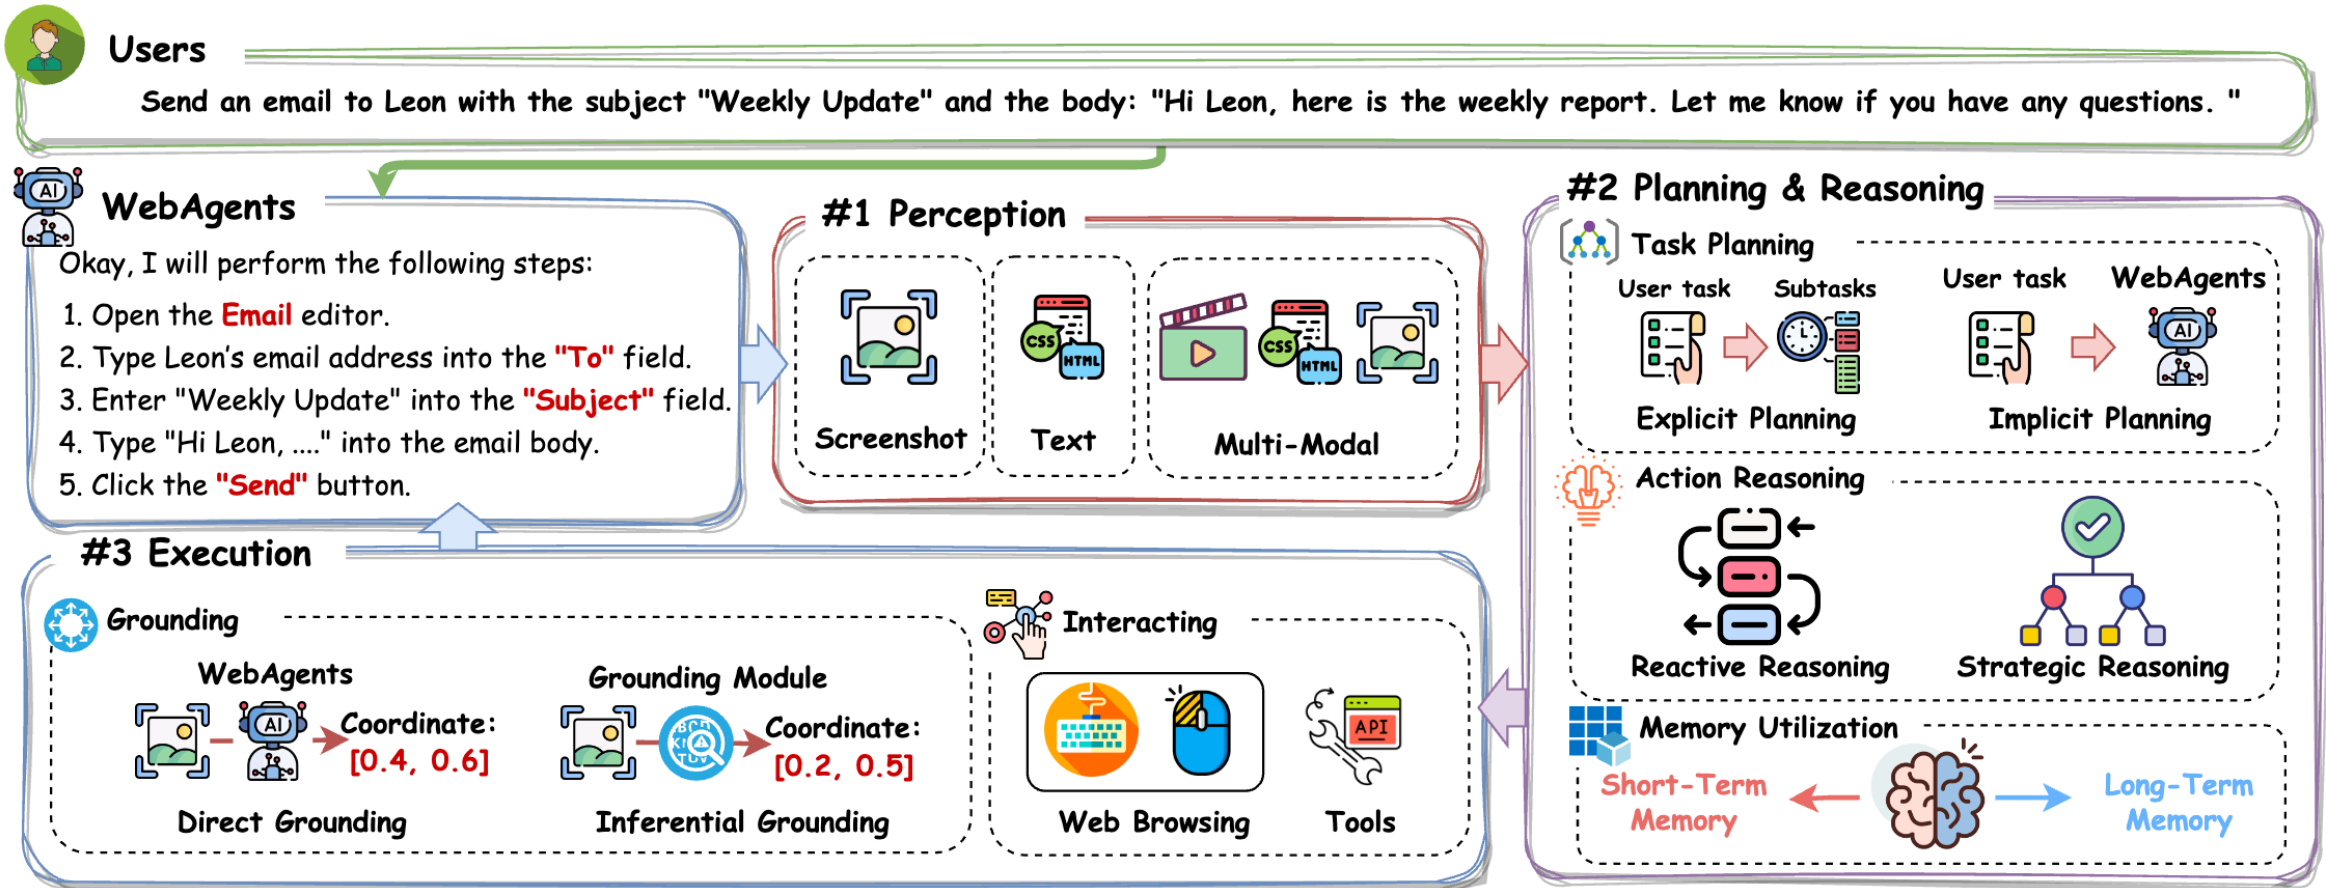 Users
Send an email to Leon with the subject "Weekly Update" and the body: "Hi Leon, here is the weekly report. Let me know if you have any questions. "
AI
WebAgents
Okay, I will perform the following steps:
1. Open the Email editor.
2. Type Leon's email address into the "To" field.
3. Enter "Weekly Update" into the "Subject" field.
4. Type "Hi Leon, ...." into the email body.
5. Click the "Send" button.
#1 Perception
Screenshot
CSS
HTML
Text
CSS
HTML
Multi-Modal
#2 Planning & Reasoning
Task Planning
User task
Subtasks
Explicit Planning
User task
WebAgents
AI
Implicit Planning
Action Reasoning
Reactive Reasoning
Strategic Reasoning
Memory Utilization
Short-Term
Memory
Long-Term
Memory
#3 Execution
Grounding
WebAgents
AI
Coordinate:
[0.4, 0.6]
Direct Grounding
Grounding Module
Coordinate:
[0.2, 0.5]
Inferential Grounding
Interacting
Web Browsing
API
Tools